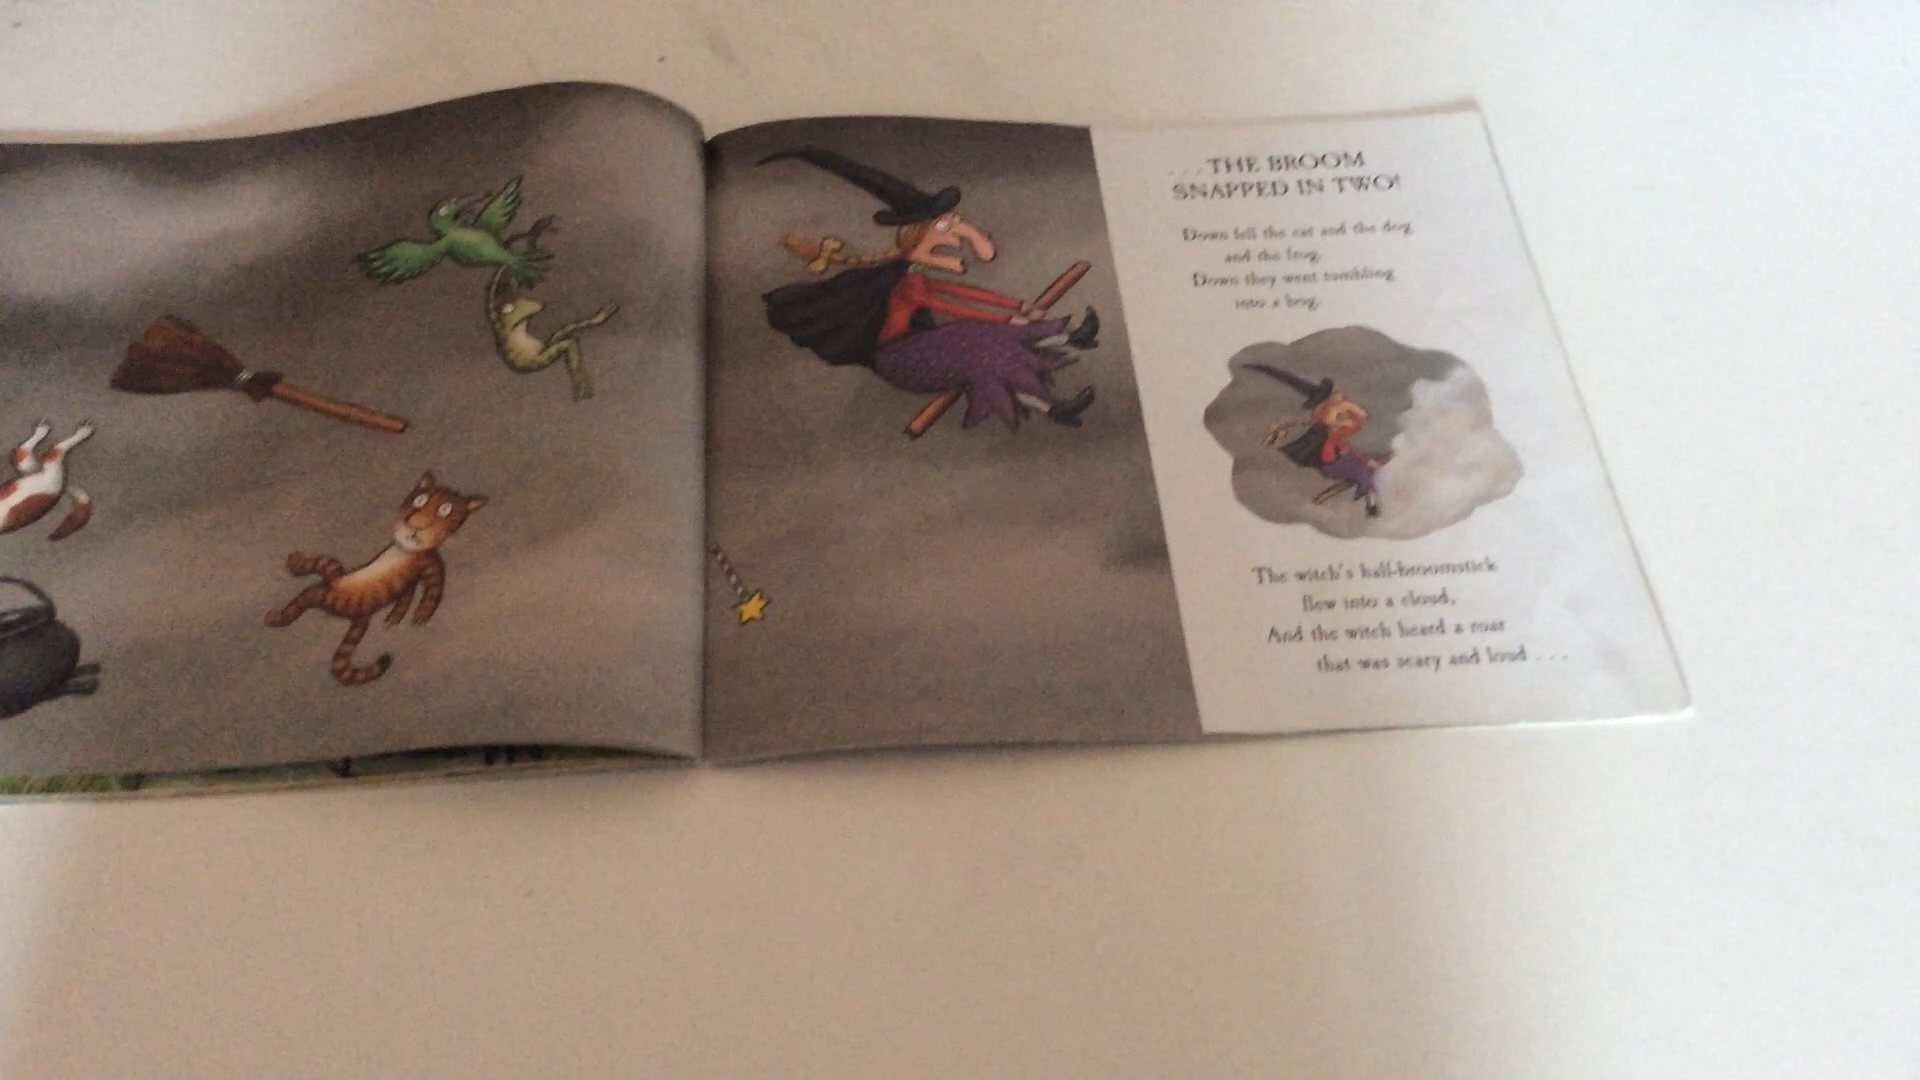 ...THE BROOM
SNAPPED IN TWO!
Down fell the cat and the dog
and the frog.
Down they went tumbling
into a bog.
The witch's half-broomstick
flew into a cloud,
And the witch heard a roar
that was scary and loud ...